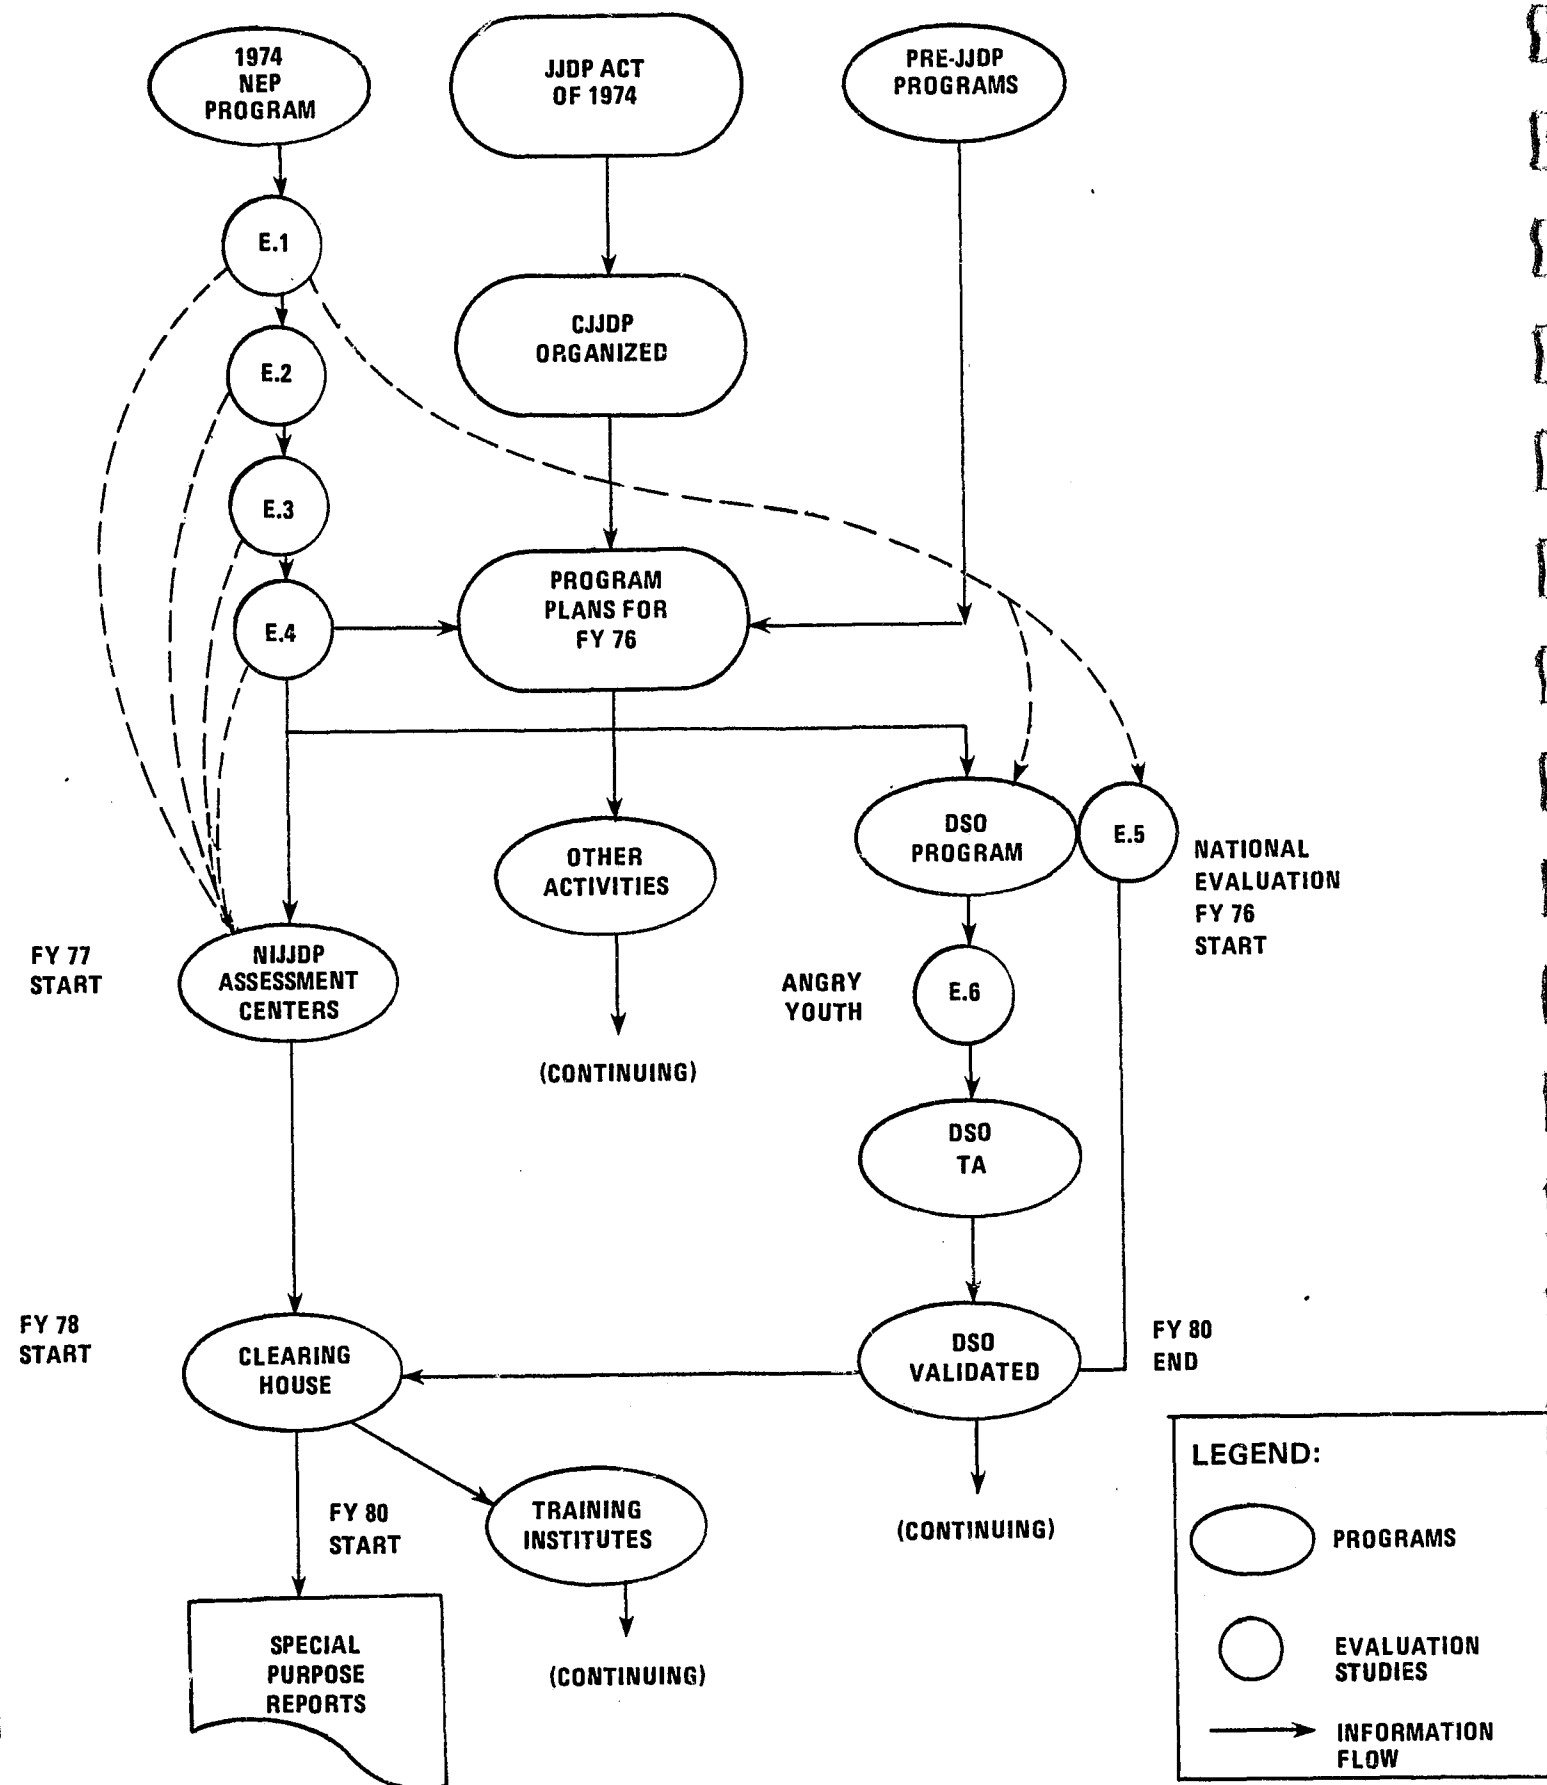 1974
NEP
PROGRAM
JJDP ACT
OF 1974
PRE-JJDP
PROGRAMS
E.1
CJJDP
ORGANIZED
E.2
E.3
PROGRAM
PLANS FOR
FY 76
E.4
DSO
PROGRAM
E.5
NATIONAL
EVALUATION
FY 76
START
OTHER
ACTIVITIES
FY 77
START
NIJJDP
ASSESSMENT
CENTERS
ANGRY
YOUTH
E.6
(CONTINUING)
DSO
TA
FY 78
START
CLEARING
HOUSE
DSO
VALIDATED
FY 80
END
FY 80
START
TRAINING
INSTITUTES
(CONTINUING)
SPECIAL
PURPOSE
REPORTS
(CONTINUING)
LEGEND:
PROGRAMS
EVALUATION
STUDIES
INFORMATION
FLOW